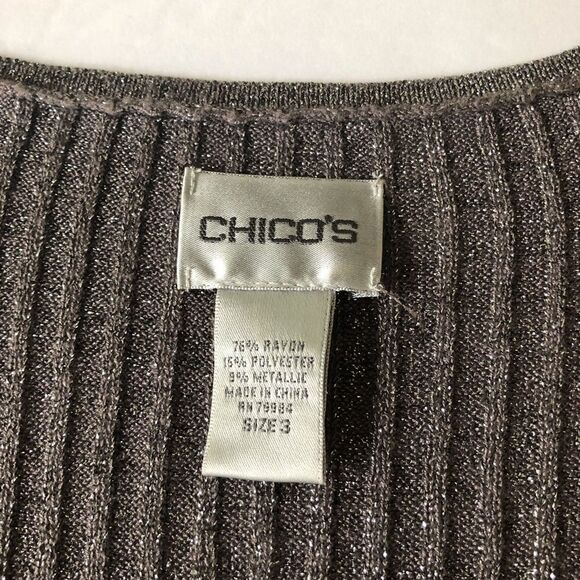 CHICO'S
76% RAYON
15% POLYESTER
9% METALLIC
MADE IN CHINA
RN 79984
SIZE 3